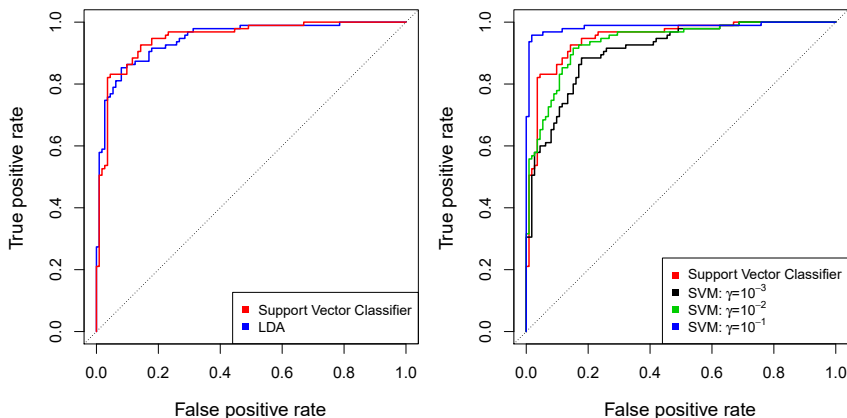 True positive rate
1.0
0.8
0.6
0.4
0.2
0.0
Support Vector Classifier
LDA
0.0 0.2 0.4 0.6 0.8 1.0
False positive rate
True positive rate
1.0
0.8
0.6
0.4
0.2
0.0
Support Vector Classifier
SVM: γ=10⁻³
SVM: γ=10⁻²
SVM: γ=10⁻¹
0.0 0.2 0.4 0.6 0.8 1.0
False positive rate